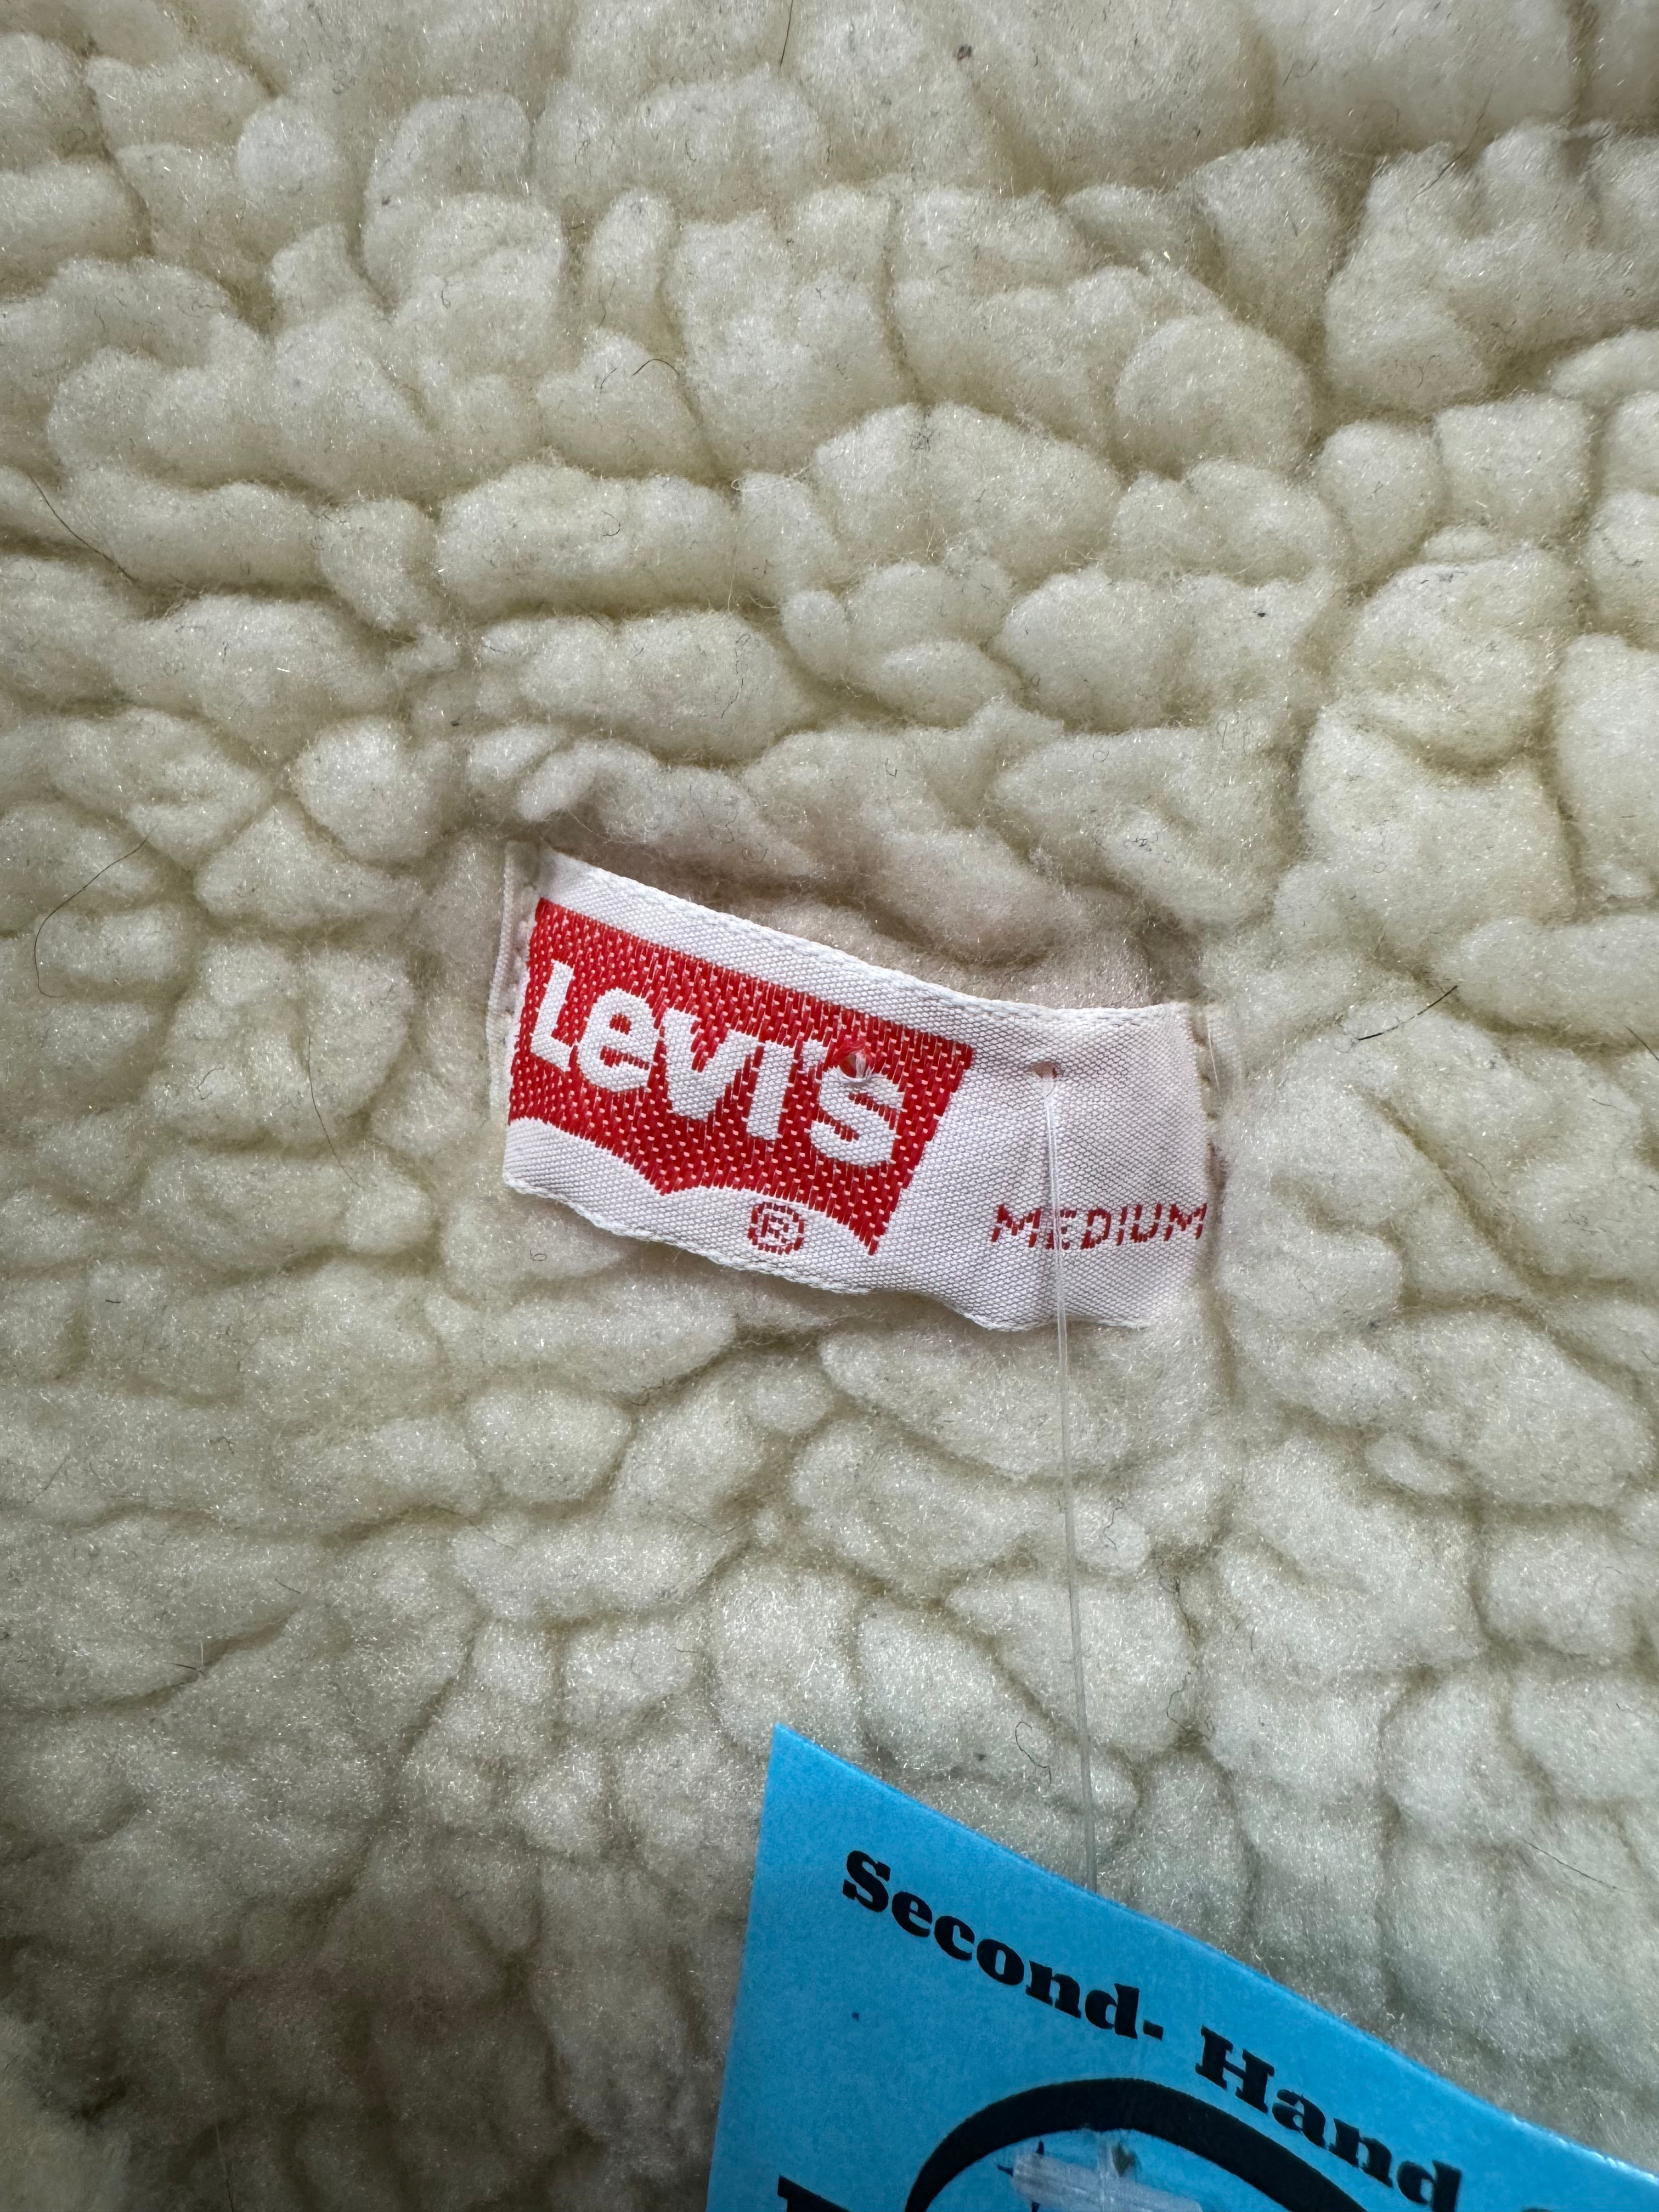 Levi's
®
MEDIUM
Second- Hand